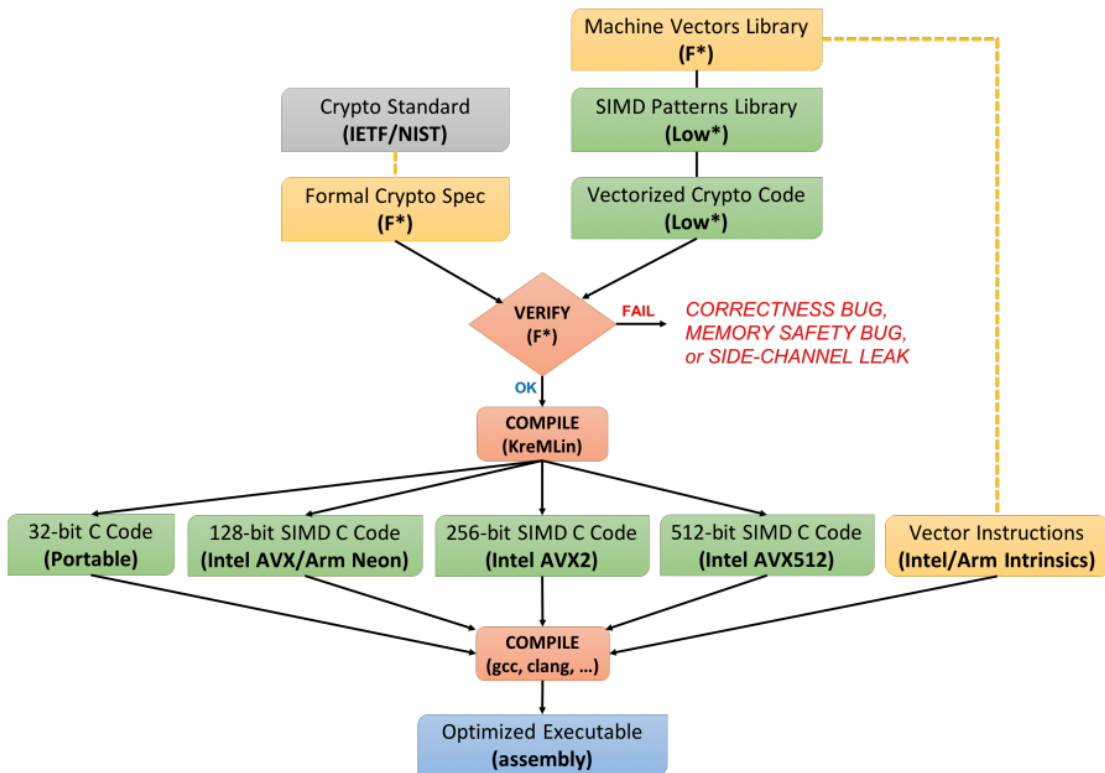 Machine Vectors Library
(F*)
Crypto Standard
(IETF/NIST)
SIMD Patterns Library
(Low*)
Formal Crypto Spec
(F*)
Vectorized Crypto Code
(Low*)
VERIFY
(F*)
FAIL
CORRECTNESS BUG,
MEMORY SAFETY BUG,
or SIDE-CHANNEL LEAK
OK
COMPILE
(KreMLin)
32-bit C Code
(Portable)
128-bit SIMD C Code
(Intel AVX/Arm Neon)
256-bit SIMD C Code
(Intel AVX2)
512-bit SIMD C Code
(Intel AVX512)
Vector Instructions
(Intel/Arm Intrinsics)
COMPILE
(gcc, clang, ...)
Optimized Executable
(assembly)